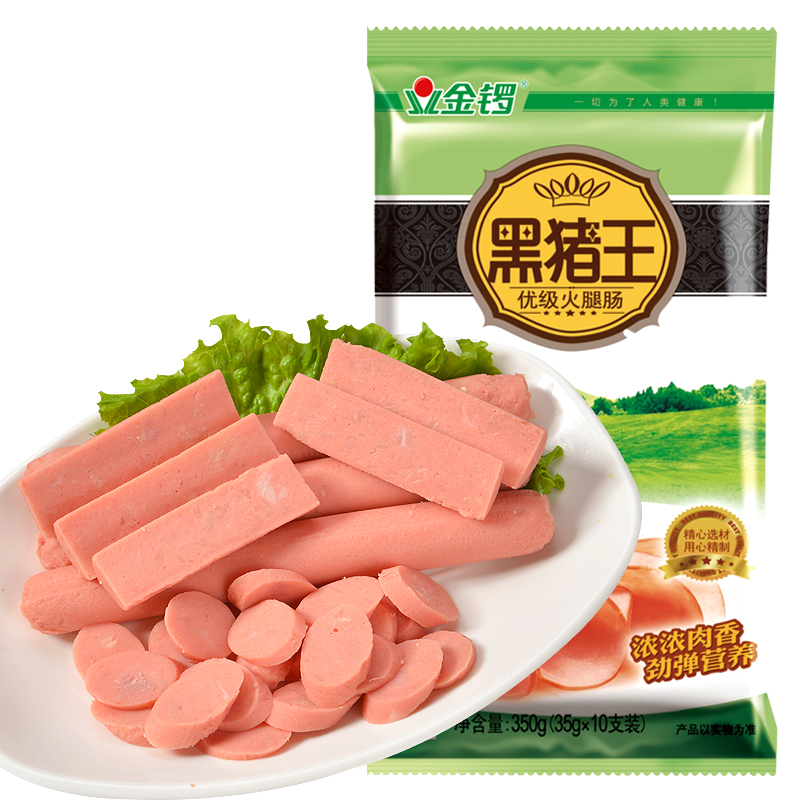 金锣®
一切为了人类健康！
黑猪王
优级火腿肠
精心选材
用心精制
浓浓肉香
劲弹营养
净含量:350g(35g×10支装)
产品以实物为准